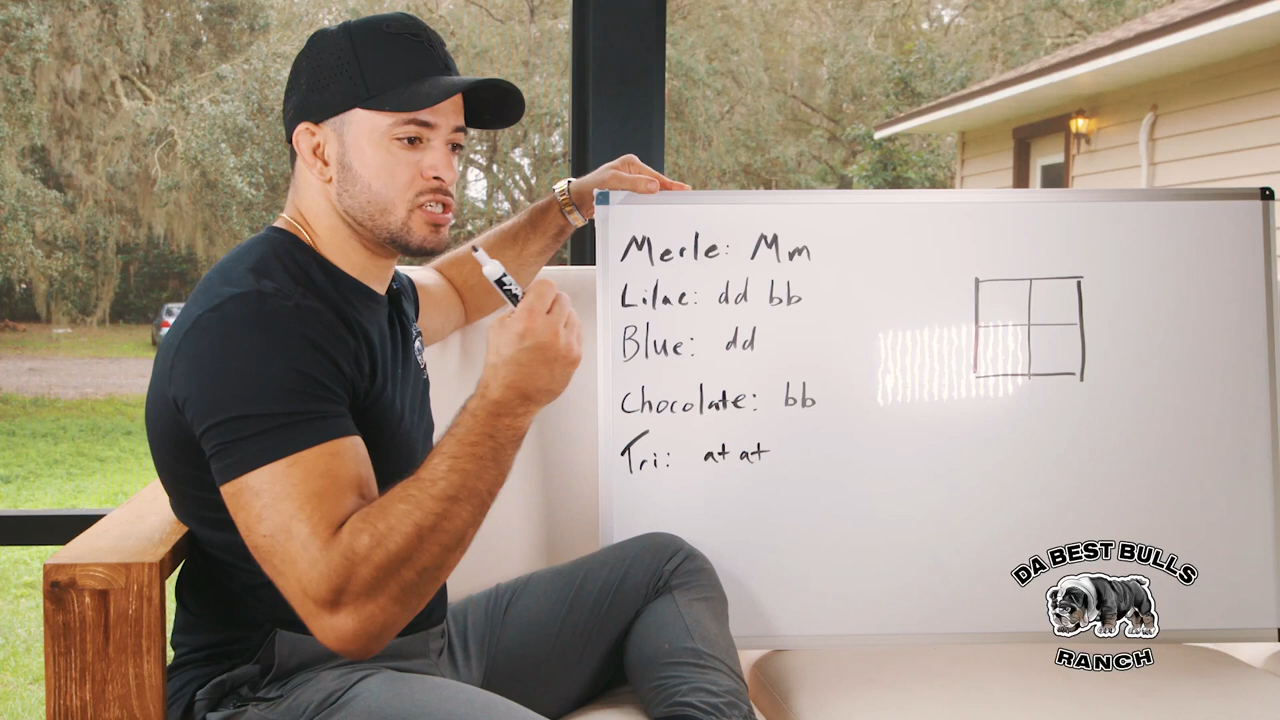 Merle: Mm
Lilac: dd bb
Blue: dd
Chocolate: bb
Tri: at at
DA BEST BULLS
RANCH